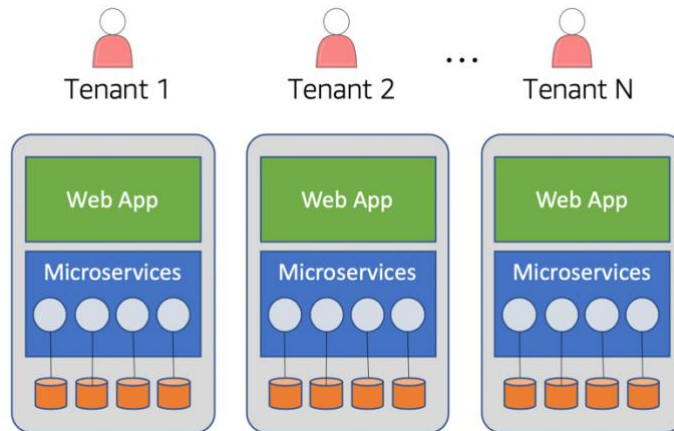 Tenant 1
Tenant 2
...
Tenant N
Web App
Web App
Web App
Microservices
Microservices
Microservices